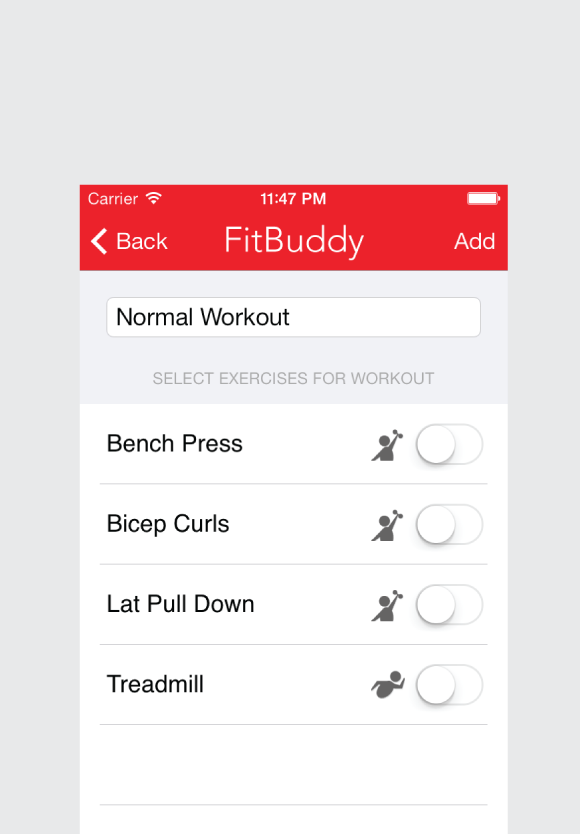 Carrier 11:47 PM
Back FitBuddy Add
Normal Workout
SELECT EXERCISES FOR WORKOUT
Bench Press
Bicep Curls
Lat Pull Down
Treadmill